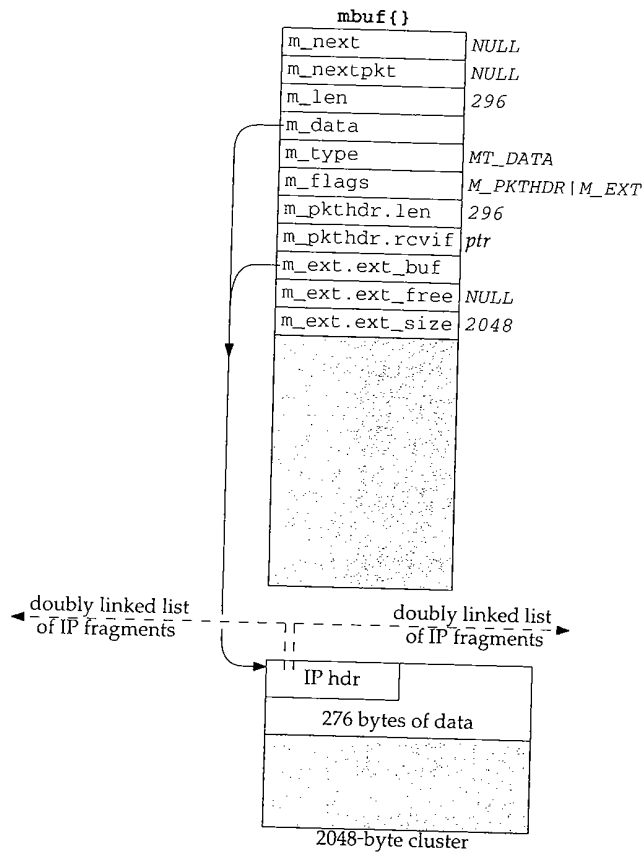 mbuf{}
m_next NULL
m_nextpkt NULL
m_len 296
m_data
m_type MT_DATA
m_flags M_PKTHDR|M_EXT
m_pkthdr.len 296
m_pkthdr.rcvif ptr
m_ext.ext_buf
m_ext.ext_free NULL
m_ext.ext_size 2048
doubly linked list
of IP fragments
doubly linked list
of IP fragments
IP hdr
276 bytes of data
2048-byte cluster